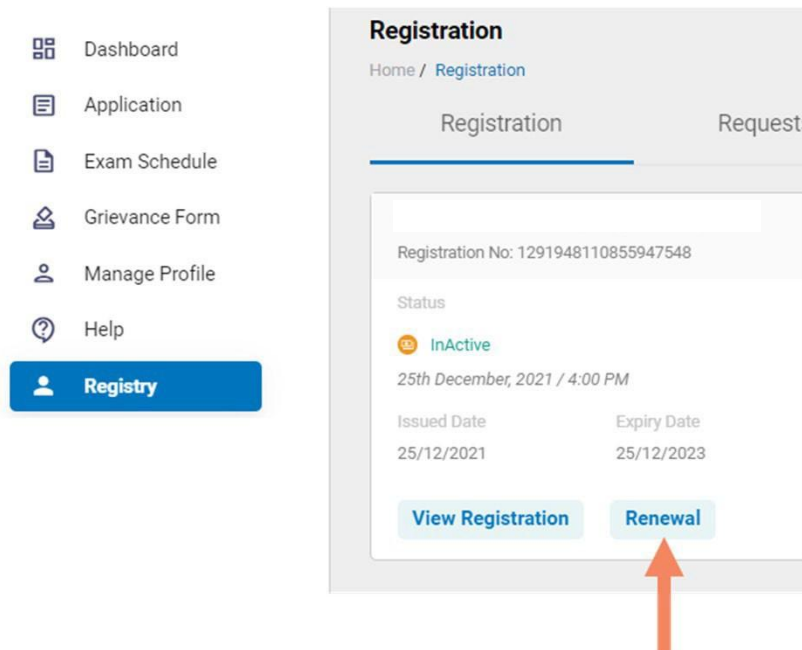 Dashboard
Application
Exam Schedule
Grievance Form
Manage Profile
Help
Registry
Registration
Home / Registration
Registration Request
Registration No: 1291948110855947548
Status
InActive
25th December, 2021 / 4:00 PM
Issued Date Expiry Date
25/12/2021 25/12/2023
View Registration Renewal